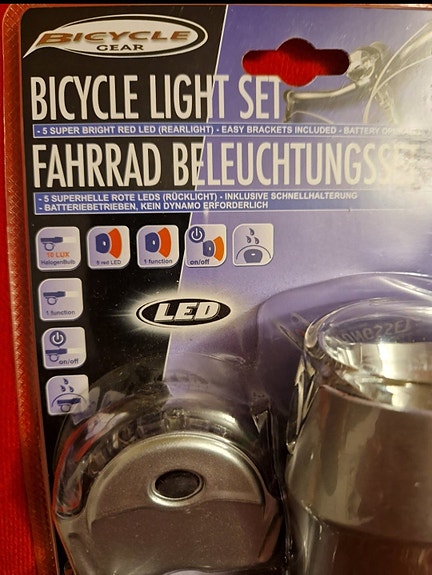 BICYCLE
GEAR
BICYCLE LIGHT SET
- 5 SUPER BRIGHT RED LED (REARLIGHT) - EASY BRACKETS INCLUDED - BATTERY
FAHRRAD BELEUCHTUNGSSE
- 5 SUPERHELLE ROTE LEDS (RÜCKLICHT) - INKLUSIVE SCHNELLHALTERUNG
- BATTERIEBETRIEBEN, KEIN DYNAMO ERFORDERLICH
10 LUX
HalogenBulb
5 red LED
1 function
on/off
1 function
on/off
LED